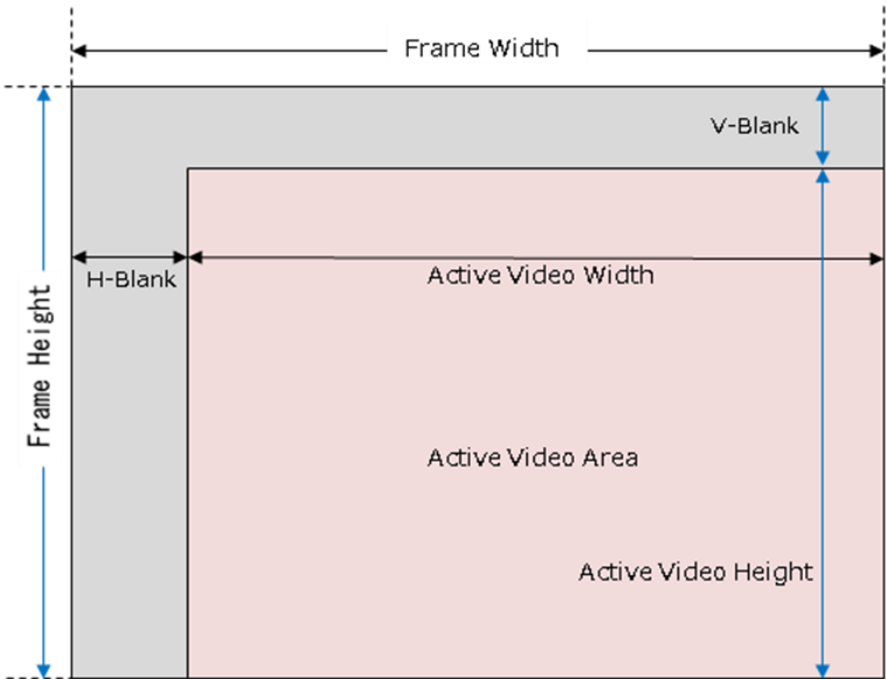 Frame Width
V-Blank
H-Blank
Active Video Width
Frame Height
Active Video Area
Active Video Height